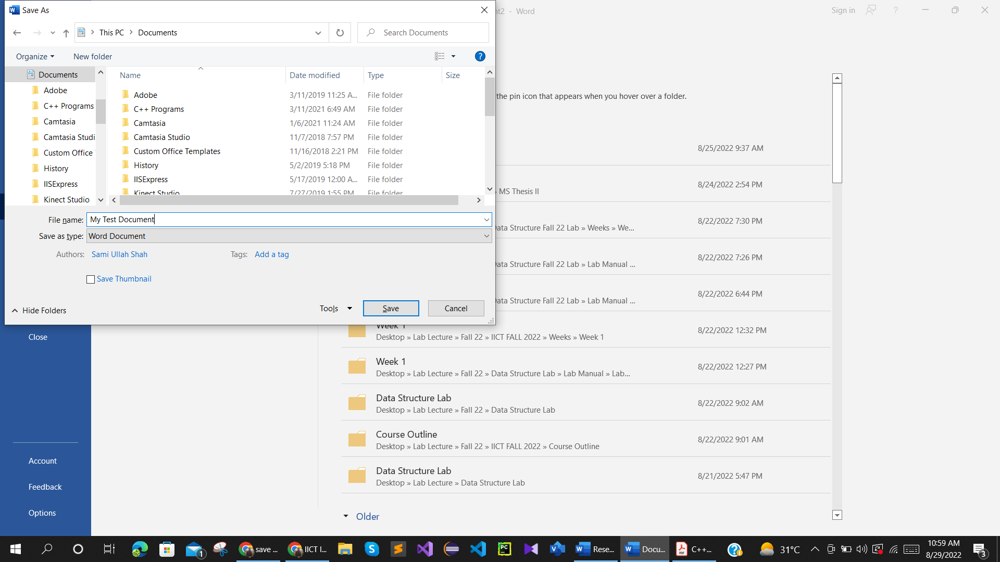 Save As
nt2 - Word
Sign in
?
This PC > Documents
Search Documents
Organize
New folder
?
Documents
Adobe
C++ Programs
Camtasia
Camtasia Studi
Custom Office
History
IISExpress
Kinect Studio
Name Date modified Type Size
Adobe 3/11/2019 11:25 A... File folder
C++ Programs 3/11/2021 6:49 AM File folder
Camtasia 1/6/2021 11:24 AM File folder
Camtasia Studio 11/7/2018 7:57 PM File folder
Custom Office Templates 11/16/2018 2:21 PM File folder
History 5/2/2019 5:18 PM File folder
IISExpress 5/17/2019 12:00 A... File folder
Kinect Studio 7/27/2019 1:55 PM File folder
File name: My Test Document
Save as type: Word Document
Authors: Sami Ullah Shah Tags: Add a tag
Save Thumbnail
Hide Folders
Tools Save Cancel
the pin icon that appears when you hover over a folder.
8/25/2022 9:37 AM
8/24/2022 2:54 PM
» MS Thesis II
8/22/2022 7:30 PM
Data Structure Fall 22 Lab » Weeks » We...
8/22/2022 7:26 PM
Data Structure Fall 22 Lab » Lab Manual ...
8/22/2022 6:44 PM
Data Structure Fall 22 Lab » Lab Manual ...
Week 1
8/22/2022 12:32 PM
Desktop » Lab Lecture » Fall 22 » IICT FALL 2022 » Weeks » Week 1
Week 1
8/22/2022 12:27 PM
Desktop » Lab Lecture » Fall 22 » Data Structure Lab » Lab Manual » Lab...
Data Structure Lab
8/22/2022 9:02 AM
Desktop » Lab Lecture » Fall 22 » Data Structure Lab
Course Outline
8/22/2022 9:01 AM
Desktop » Lab Lecture » Fall 22 » IICT FALL 2022 » Course Outline
Data Structure Lab
8/21/2022 5:47 PM
Desktop » Lab Lecture » Data Structure Lab
Older
Close
Account
Feedback
Options
1
save ...
IICT I...
PC
Rese...
Docu...
PDF
C++...
31°C
10:59 AM
8/29/2022
3